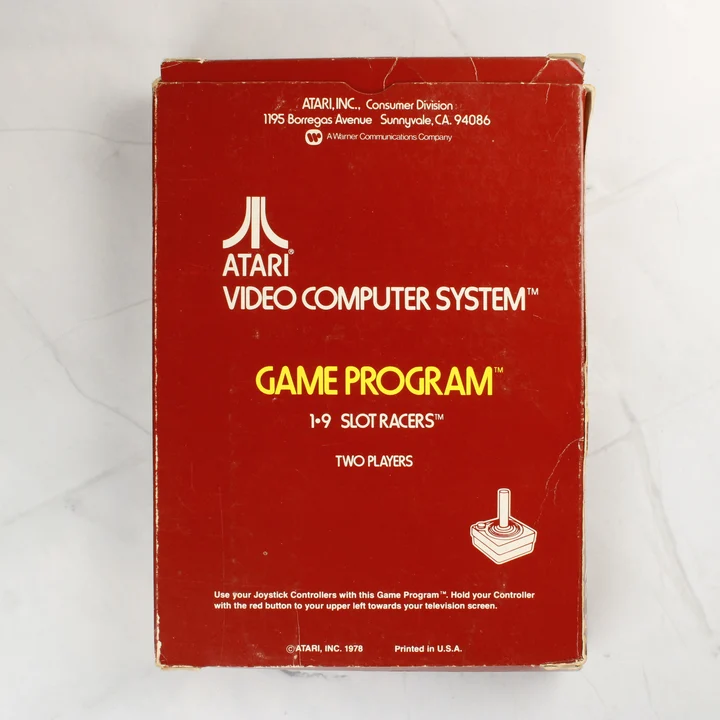 ATARI, INC., Consumer Division
1195 Borregas Avenue Sunnyvale, CA. 94086
A Warner Communications Company
ATARI®
VIDEO COMPUTER SYSTEM™
GAME PROGRAM™
1•9 SLOT RACERS™
TWO PLAYERS
Use your Joystick Controllers with this Game Program™. Hold your Controller
with the red button to your upper left towards your television screen.
©ATARI, INC. 1978 Printed in U.S.A.